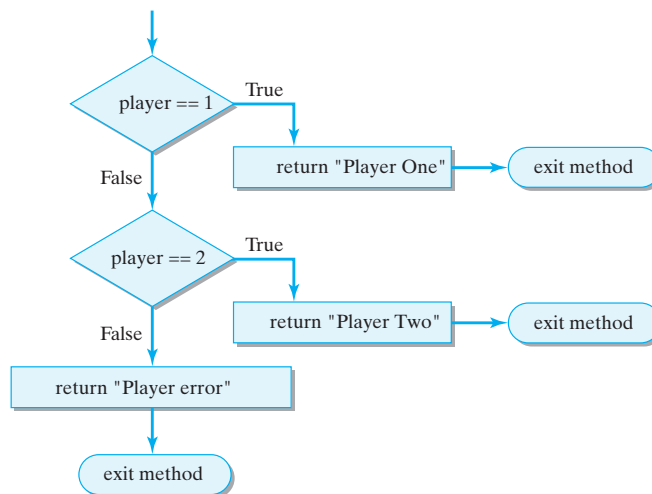 player == 1
True
return "Player One"
exit method
False
player == 2
True
return "Player Two"
exit method
False
return "Player error"
exit method